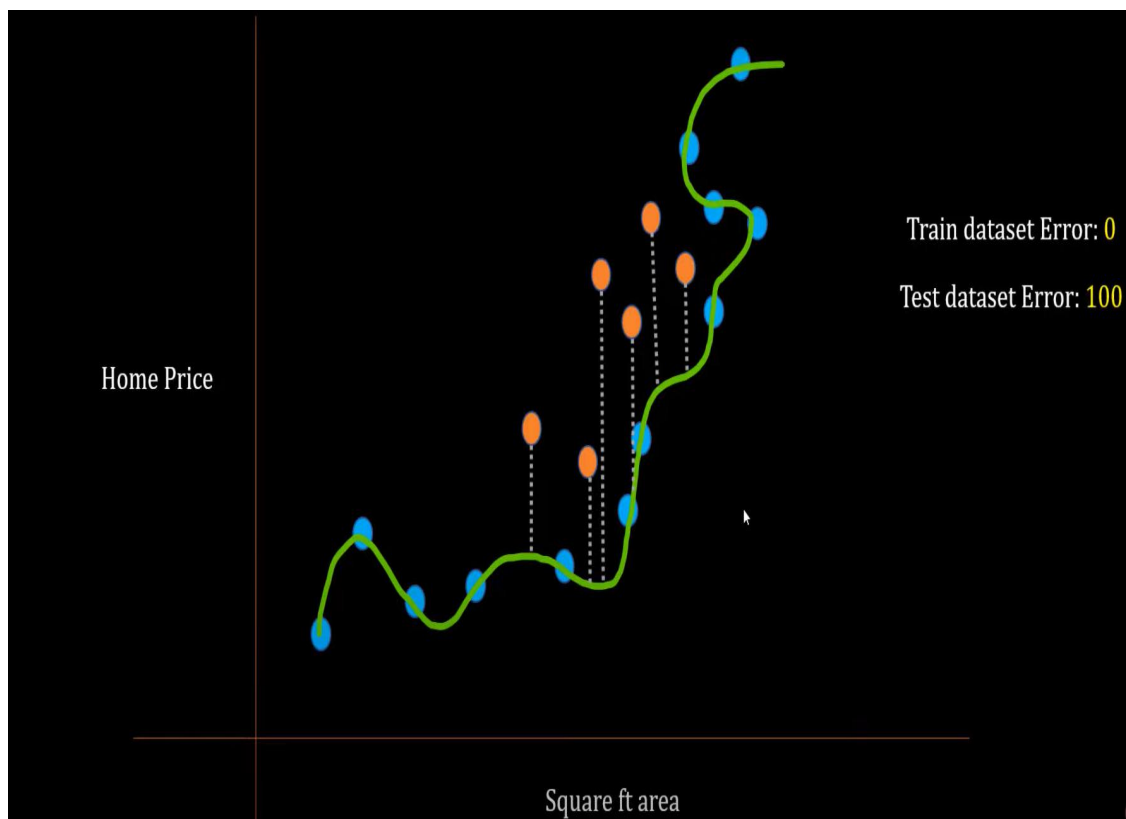 Train dataset Error: 0
Test dataset Error: 100
Home Price
Square ft area